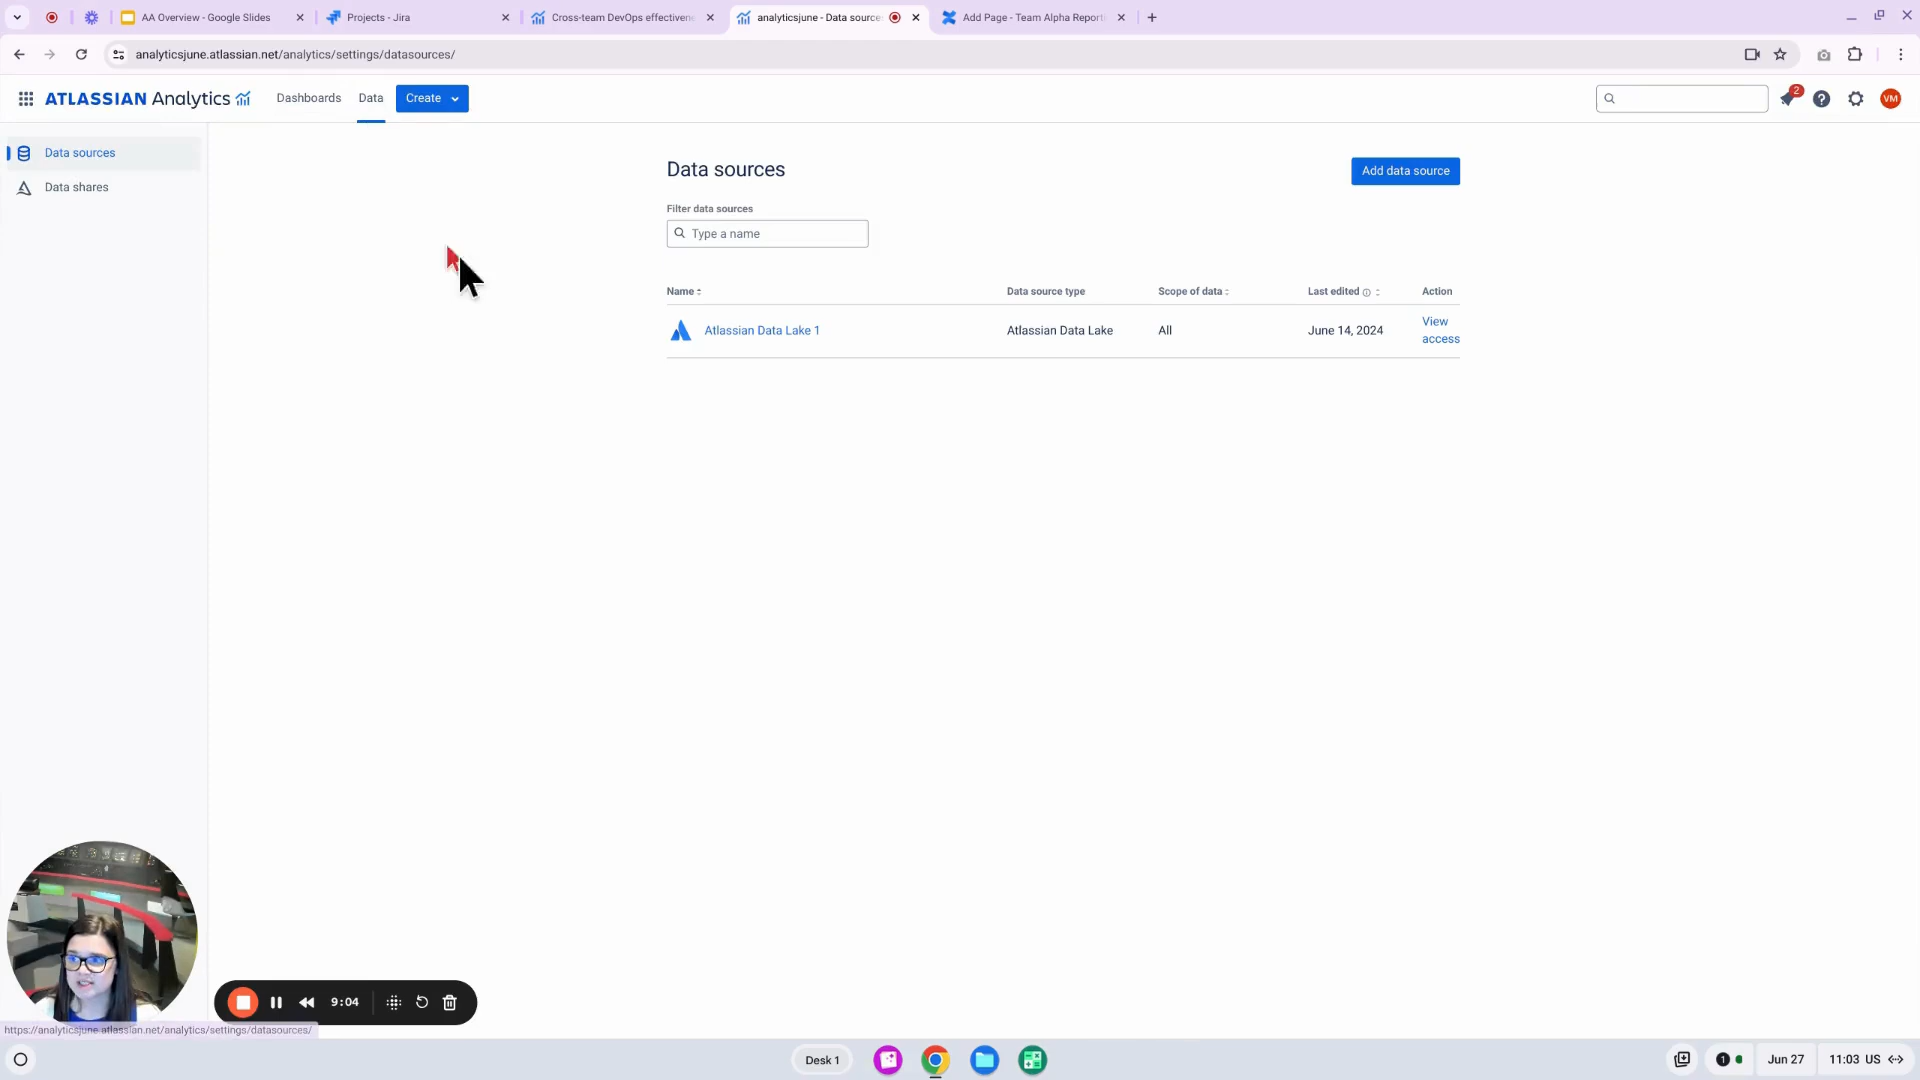 AA Overview - Google Slides
Projects - Jira
Cross-team DevOps effectiven
analyticsjune - Data source
Add Page - Team Alpha Report
analyticsjune.atlassian.net/analytics/settings/datasources/
ATLASSIAN Analytics
Dashboards
Data
Create
2
VM
Data sources
Data shares
Data sources
Add data source
Filter data sources
Type a name
Name
Data source type
Scope of data
Last edited
Action
Atlassian Data Lake 1
Atlassian Data Lake
All
June 14, 2024
View
access
9:04
https://analyticsjune.atlassian.net/analytics/settings/datasources/
Desk 1
1
Jun 27
11:03 US